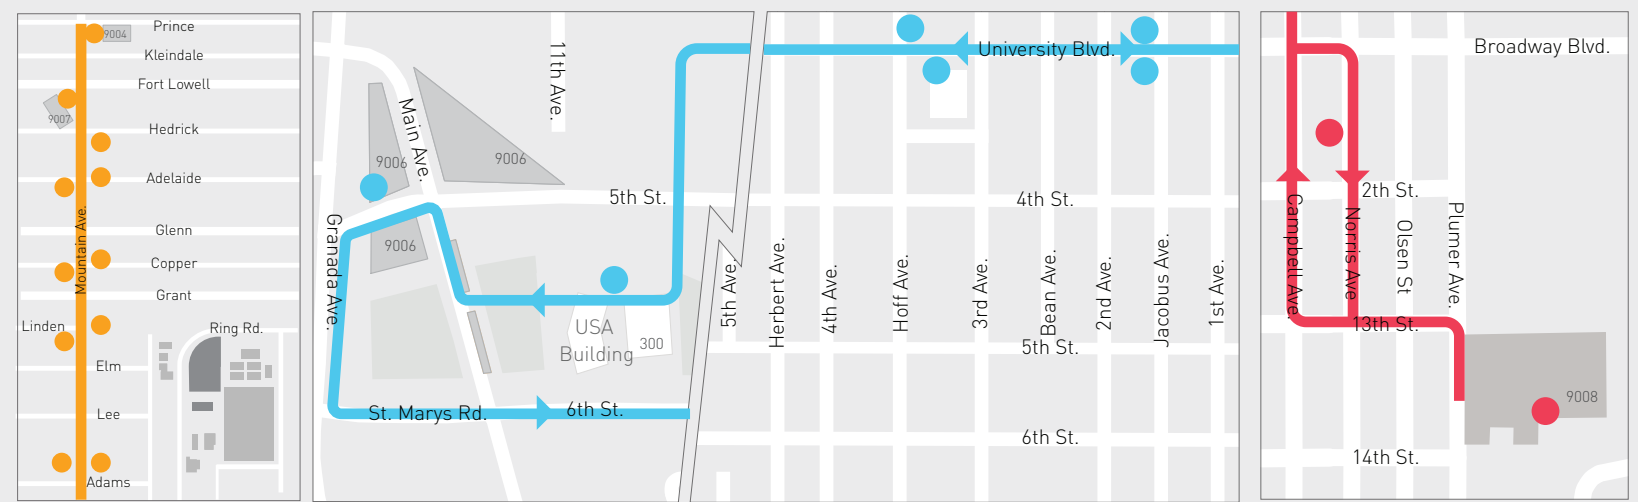 Prince
9004
Kleindale
Fort Lowell
9007
Hedrick
Adelaide
Mountain Ave.
Glenn
Copper
Grant
Linden
Ring Rd.
Elm
Lee
Adams
11th Ave.
Main Ave.
9006
9006
5th St.
Granada Ave.
9006
USA
Building
300
St. Marys Rd.
6th St.
University Blvd.
4th St.
5th Ave.
Herbert Ave.
4th Ave.
Hoff Ave.
3rd Ave.
Bean Ave.
2nd Ave.
Jacobus Ave.
1st Ave.
5th St.
6th St.
Broadway Blvd.
2th St.
Campbell Ave.
Norris Ave
Olsen St
Plumer Ave.
13th St.
9008
14th St.